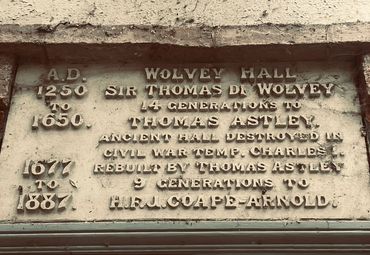 A.D. WOLVEY HALL
1250 SIR THOMAS DE WOLVEY
TO 14 GENERATIONS TO
1650. THOMAS ASTLEY,
ANCIENT HALL DESTROYED IN
CIVIL WAR TEMP. CHARLES I.
1677 REBUILT BY THOMAS ASTLEY
TO 9 GENERATIONS TO
1887. H.F.J. COAPE-ARNOLD.